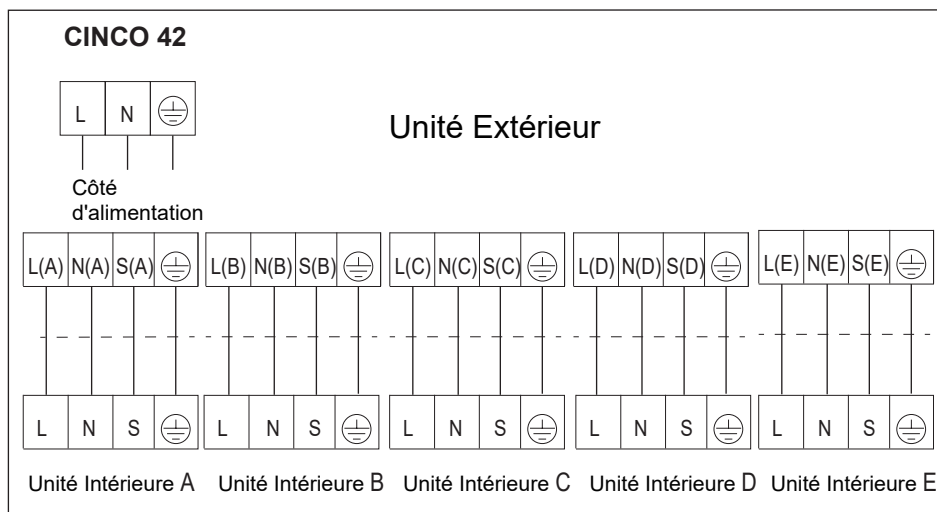 CINCO 42
L N
Unité Extérieur
Côté
d'alimentation
L(A) N(A) S(A) L(B) N(B) S(B) L(C) N(C) S(C) L(D) N(D) S(D) L(E) N(E) S(E)
L N S L N S L N S L N S L N S
Unité Intérieure A Unité Intérieure B Unité Intérieure C Unité Intérieure D Unité Intérieure E